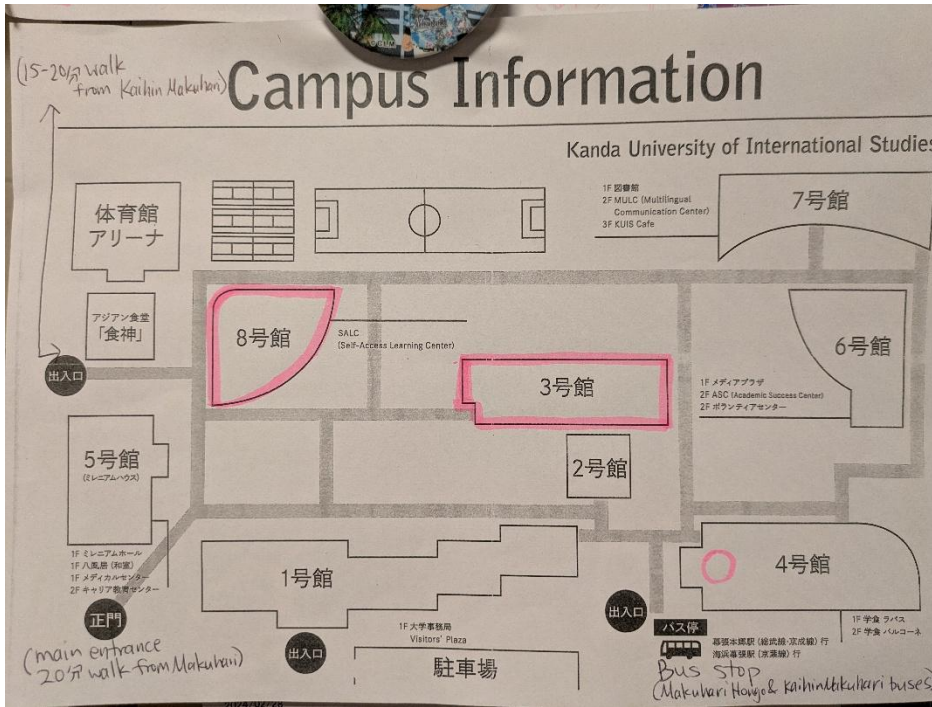 (15-20分 walk
from Kaihin Makuhari)
Campus Information
Kanda University of International Studies
体育館
アリーナ
1F 図書館
2F MULC (Multilingual
Communication Center)
3F KUIS Cafe
7号館
アジアン食堂
「食神」
8号館
SALC
(Self-Access Learning Center)
3号館
6号館
1F メディアプラザ
2F ASC (Academic Success Center)
2F ボランティアセンター
出入口
5号館
(ミレニアムハウス)
2号館
1F ミレニアムホール
1F 八風居 (和室)
1F メディカルセンター
2F キャリア教育センター
1号館
4号館
正門
出入口
出入口
1F 大学事務局
Visitors' Plaza
駐車場
バス停
幕張本郷駅 (総武線・京成線) 行
海浜幕張駅 (京葉線) 行
1F 学食 ラパス
2F 学食 バルコーネ
(main entrance
20分 walk from Makuhari)
Bus stop
(Makuhari Hongo & Kaihin Makuhari buses)